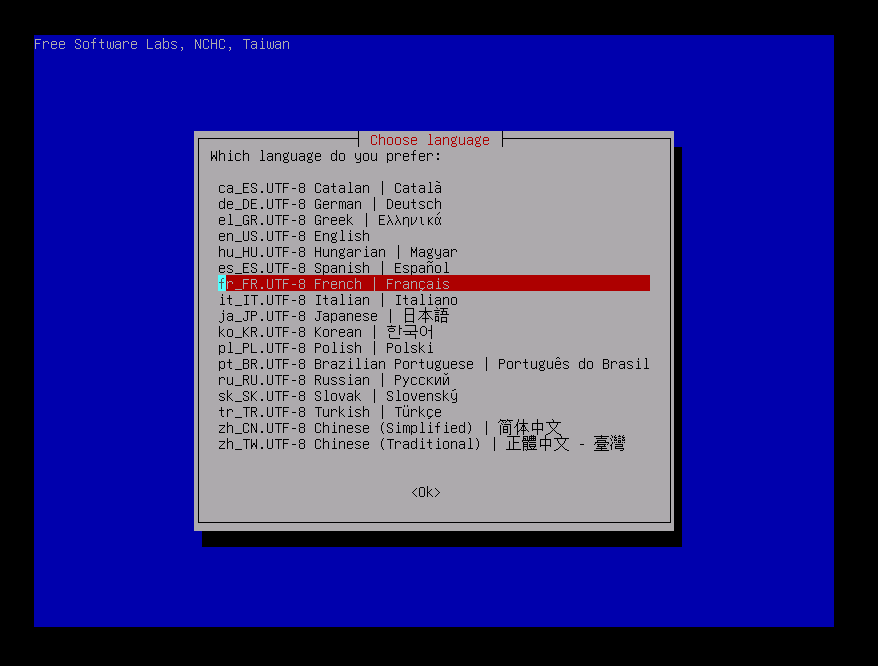 Free Software Labs, NCHC, Taiwan
Choose language
Which language do you prefer:
ca_ES.UTF-8 Catalan | Català
de_DE.UTF-8 German | Deutsch
el_GR.UTF-8 Greek | Ελληνικά
en_US.UTF-8 English
hu_HU.UTF-8 Hungarian | Magyar
es_ES.UTF-8 Spanish | Español
fr_FR.UTF-8 French | Français
it_IT.UTF-8 Italian | Italiano
ja_JP.UTF-8 Japanese | 日本語
ko_KR.UTF-8 Korean | 한국어
pl_PL.UTF-8 Polish | Polski
pt_BR.UTF-8 Brazilian Portuguese | Português do Brasil
ru_RU.UTF-8 Russian | Русский
sk_SK.UTF-8 Slovak | Slovenský
tr_TR.UTF-8 Turkish | Türkçe
zh_CN.UTF-8 Chinese (Simplified) | 简体中文
zh_TW.UTF-8 Chinese (Traditional) | 正體中文 - 臺灣
<Ok>